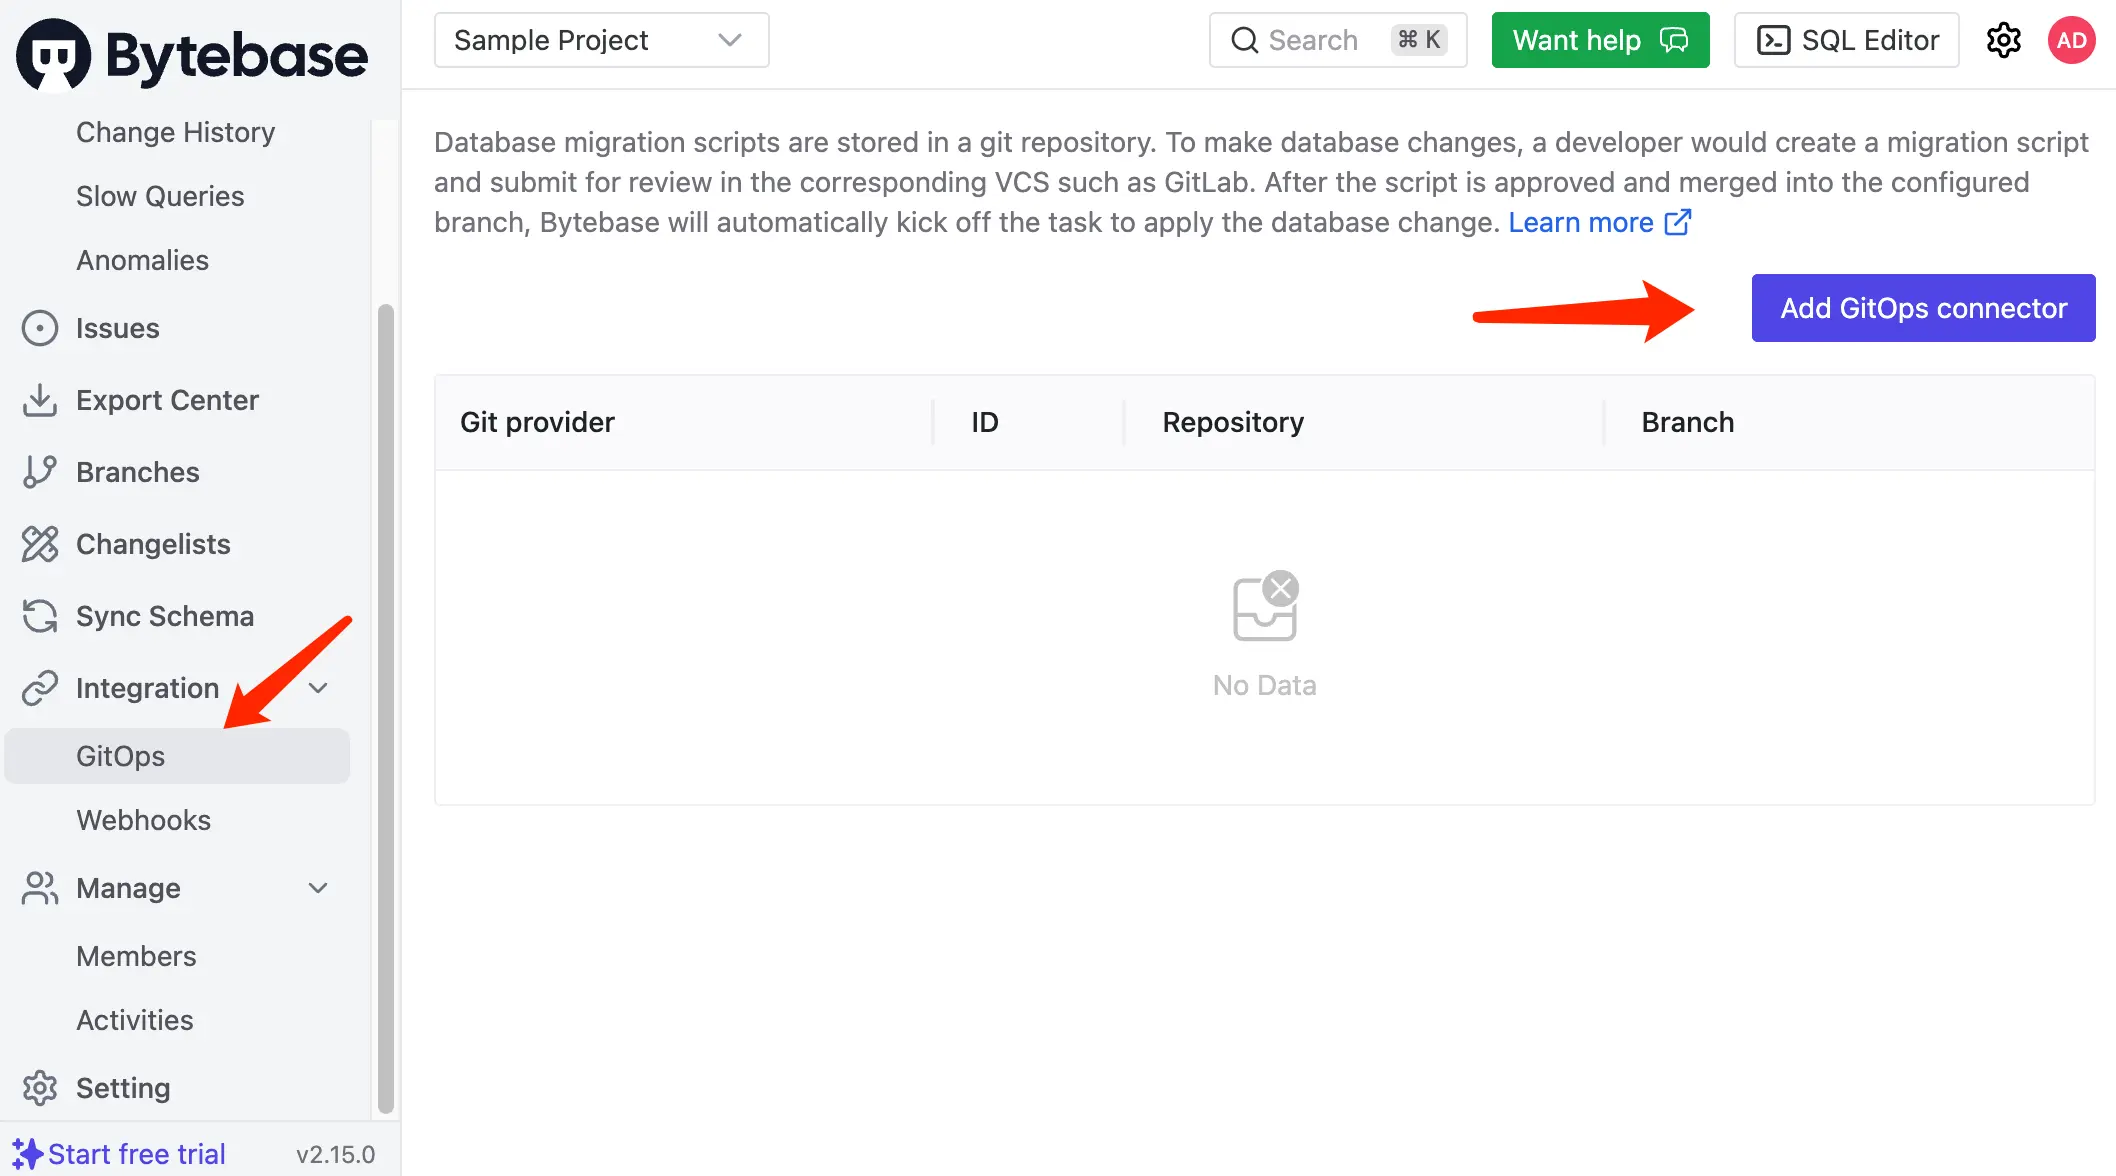 Bytebase
Change History
Slow Queries
Anomalies
Issues
Export Center
Branches
Changelists
Sync Schema
Integration
GitOps
Webhooks
Manage
Members
Activities
Setting
Start free trial
v2.15.0
Sample Project
Search ⌘ K
Want help
SQL Editor
AD
Database migration scripts are stored in a git repository. To make database changes, a developer would create a migration script
and submit for review in the corresponding VCS such as GitLab. After the script is approved and merged into the configured
branch, Bytebase will automatically kick off the task to apply the database change. Learn more
Add GitOps connector
Git provider ID Repository Branch
No Data